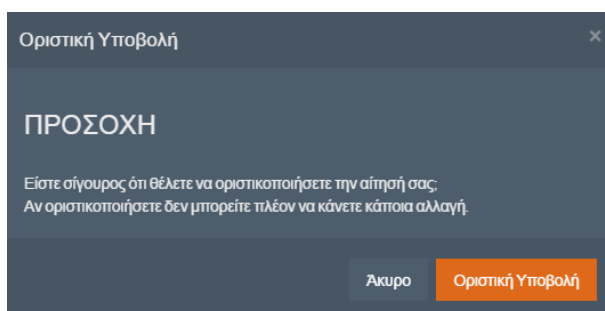 Οριστική Υποβολή
×
ΠΡΟΣΟΧΗ
Είστε σίγουρος ότι θέλετε να οριστικοποιήσετε την αίτησή σας;
Αν οριστικοποιήσετε δεν μπορείτε πλέον να κάνετε κάποια αλλαγή.
Άκυρο Οριστική Υποβολή